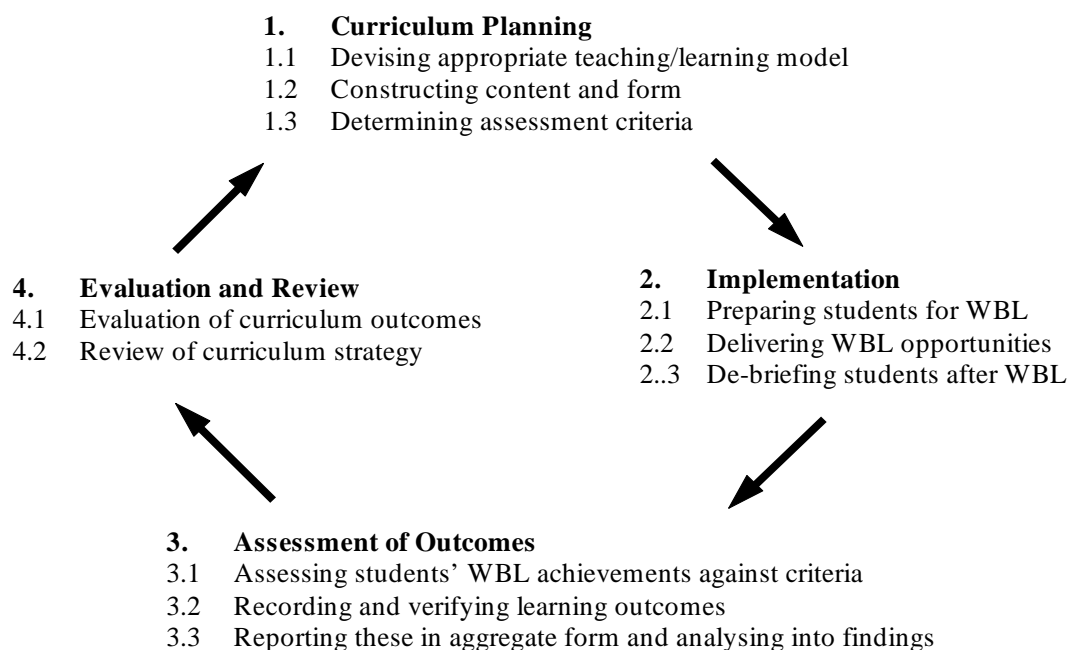 1. Curriculum Planning
1.1 Devising appropriate teaching/learning model
1.2 Constructing content and form
1.3 Determining assessment criteria
2. Implementation
2.1 Preparing students for WBL
2.2 Delivering WBL opportunities
2..3 De-briefing students after WBL
3. Assessment of Outcomes
3.1 Assessing students’ WBL achievements against criteria
3.2 Recording and verifying learning outcomes
3.3 Reporting these in aggregate form and analysing into findings
4. Evaluation and Review
4.1 Evaluation of curriculum outcomes
4.2 Review of curriculum strategy